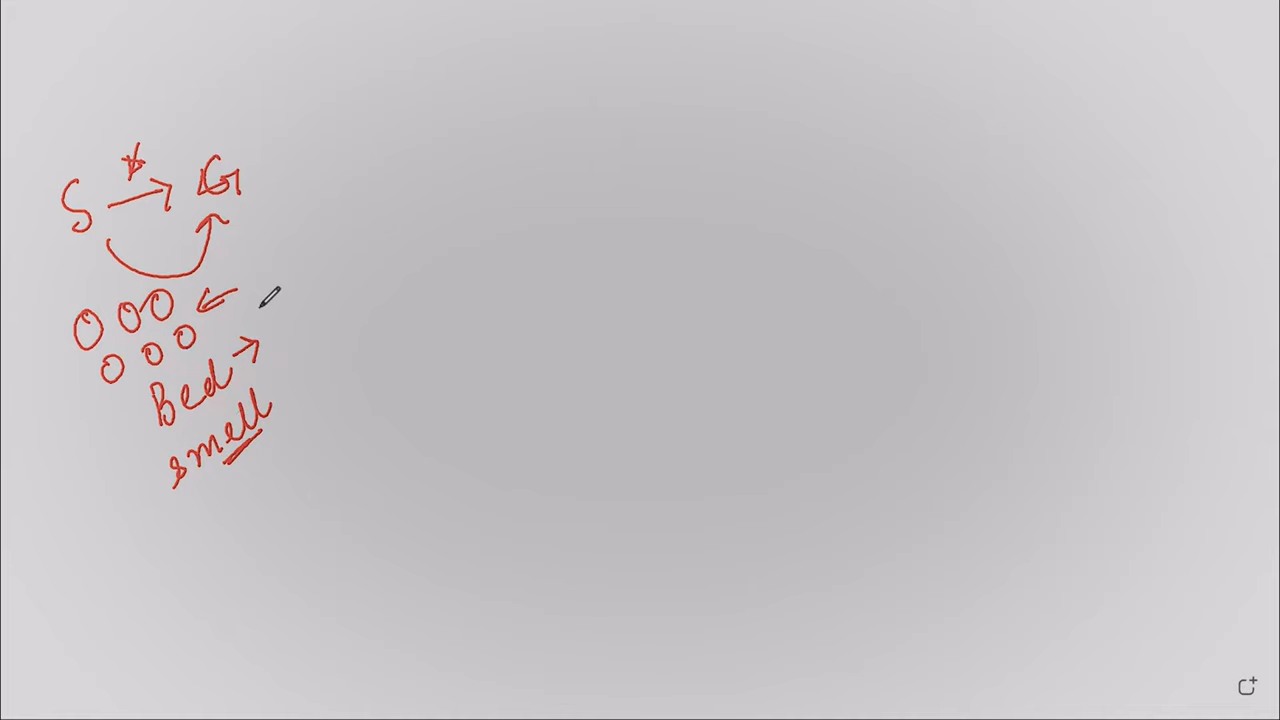 S → G
Bed →
smell